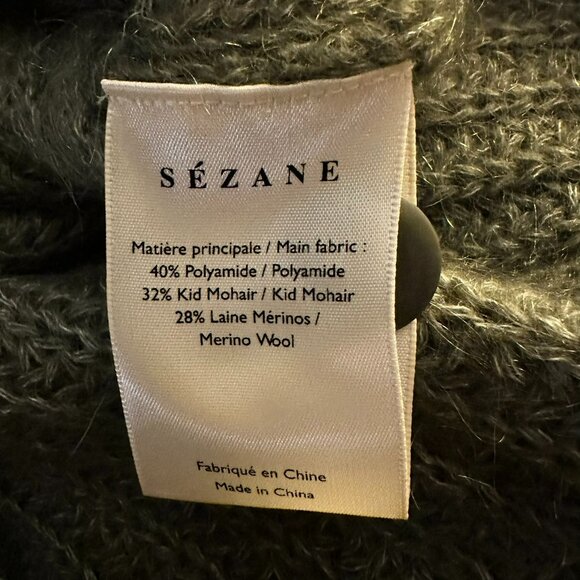 SÉZANE
Matière principale / Main fabric :
40% Polyamide / Polyamide
32% Kid Mohair / Kid Mohair
28% Laine Mérinos /
Merino Wool
Fabriqué en Chine
Made in China